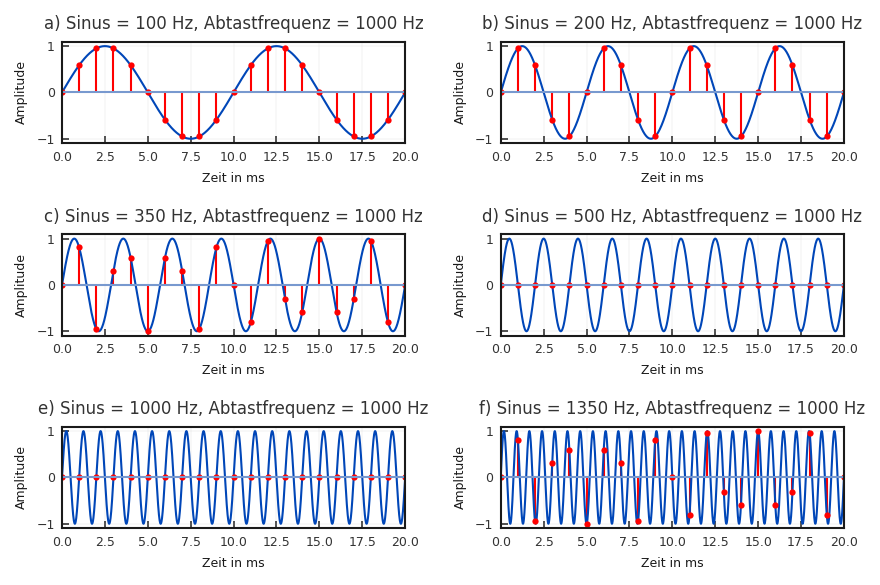 a) Sinus = 100 Hz, Abtastfrequenz = 1000 Hz
Amplitude
1
0
−1
0.0 2.5 5.0 7.5 10.0 12.5 15.0 17.5 20.0
Zeit in ms
b) Sinus = 200 Hz, Abtastfrequenz = 1000 Hz
Amplitude
1
0
−1
0.0 2.5 5.0 7.5 10.0 12.5 15.0 17.5 20.0
Zeit in ms
c) Sinus = 350 Hz, Abtastfrequenz = 1000 Hz
Amplitude
1
0
−1
0.0 2.5 5.0 7.5 10.0 12.5 15.0 17.5 20.0
Zeit in ms
d) Sinus = 500 Hz, Abtastfrequenz = 1000 Hz
Amplitude
1
0
−1
0.0 2.5 5.0 7.5 10.0 12.5 15.0 17.5 20.0
Zeit in ms
e) Sinus = 1000 Hz, Abtastfrequenz = 1000 Hz
Amplitude
1
0
−1
0.0 2.5 5.0 7.5 10.0 12.5 15.0 17.5 20.0
Zeit in ms
f) Sinus = 1350 Hz, Abtastfrequenz = 1000 Hz
Amplitude
1
0
−1
0.0 2.5 5.0 7.5 10.0 12.5 15.0 17.5 20.0
Zeit in ms